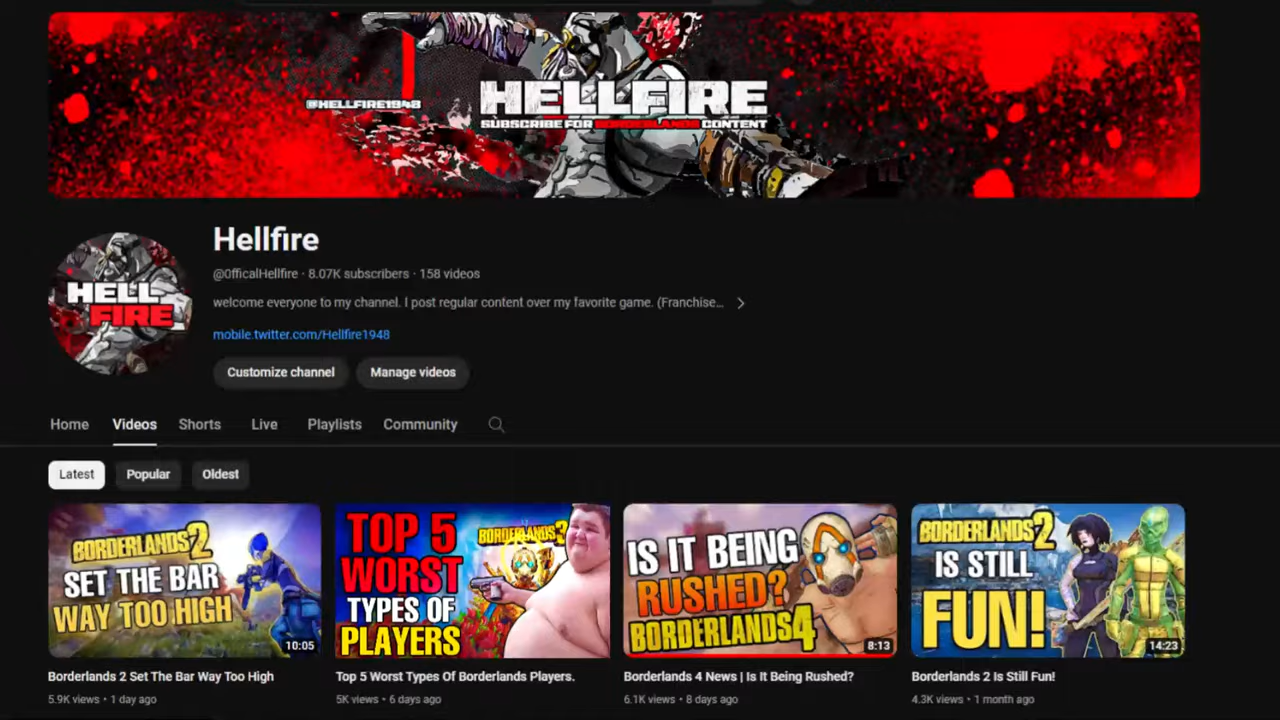 @HELLFIRE1948
HELLFIRE
SUBSCRIBE FOR BORDERLANDS CONTENT
HELL
FIRE
Hellfire
@0fficalHellfire · 8.07K subscribers · 158 videos
welcome everyone to my channel. I post regular content over my favorite game. (Franchise...
mobile.twitter.com/Hellfire1948
Customize channel Manage videos
Home Videos Shorts Live Playlists Community
Latest Popular Oldest
BORDERLANDS 2
SET THE BAR
WAY TOO HIGH
10:05
TOP 5
WORST
TYPES OF
PLAYERS
BORDERLANDS 3
IS IT BEING
RUSHED?
BORDERLANDS 4
8:13
BORDERLANDS 2
IS STILL
FUN!
14:23
Borderlands 2 Set The Bar Way Too High
5.9K views • 1 day ago
Top 5 Worst Types Of Borderlands Players.
5K views • 6 days ago
Borderlands 4 News | Is It Being Rushed?
6.1K views • 8 days ago
Borderlands 2 Is Still Fun!
4.3K views • 1 month ago